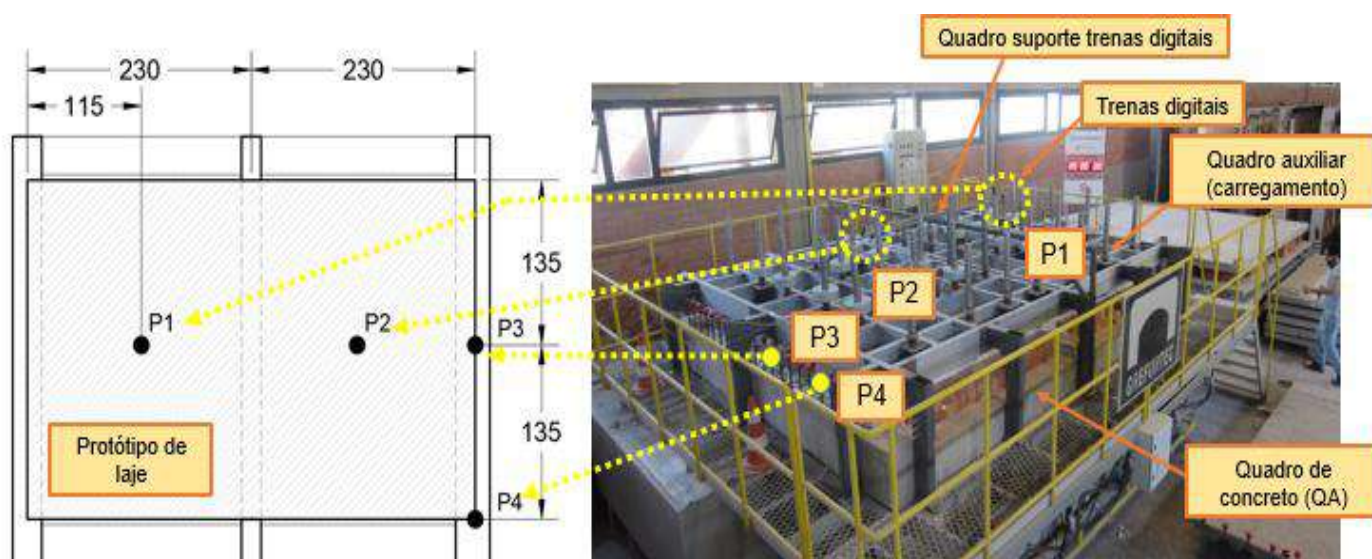 230
230
115
P1
P2
P3
135
135
Protótipo de
laje
P4
Quadro suporte trenas digitais
Trenas digitais
Quadro auxiliar
(carregamento)
P1
P2
P3
P4
Quadro de
concreto (QA)